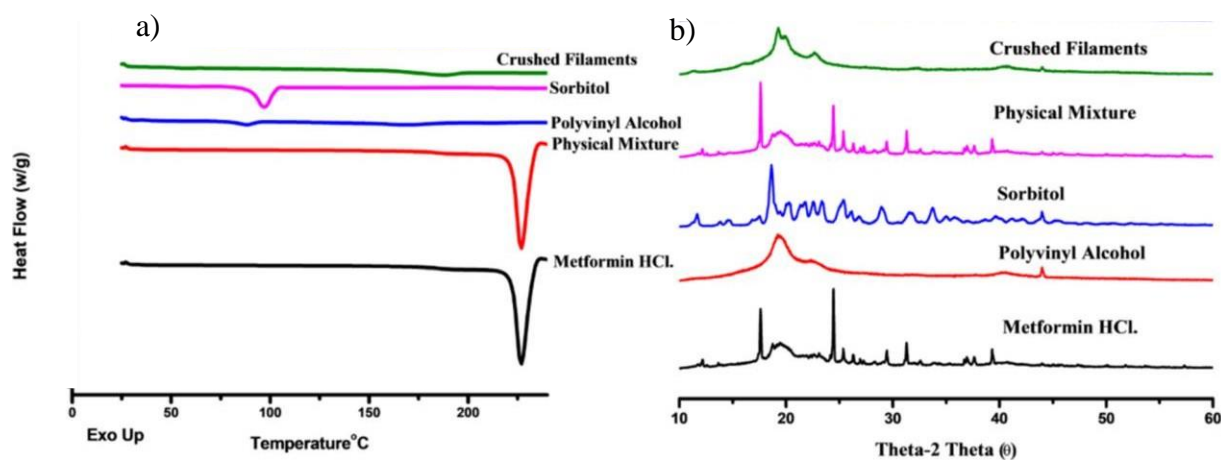 a)
Crushed Filaments
Sorbitol
Polyvinyl Alcohol
Physical Mixture
Metformin HCl.
Heat Flow (w/g)
0 50 100 150 200
Exo Up
Temperature°C
b)
Crushed Filaments
Physical Mixture
Sorbitol
Polyvinyl Alcohol
Metformin HCl.
10 20 30 40 50 60
Theta-2 Theta (θ)